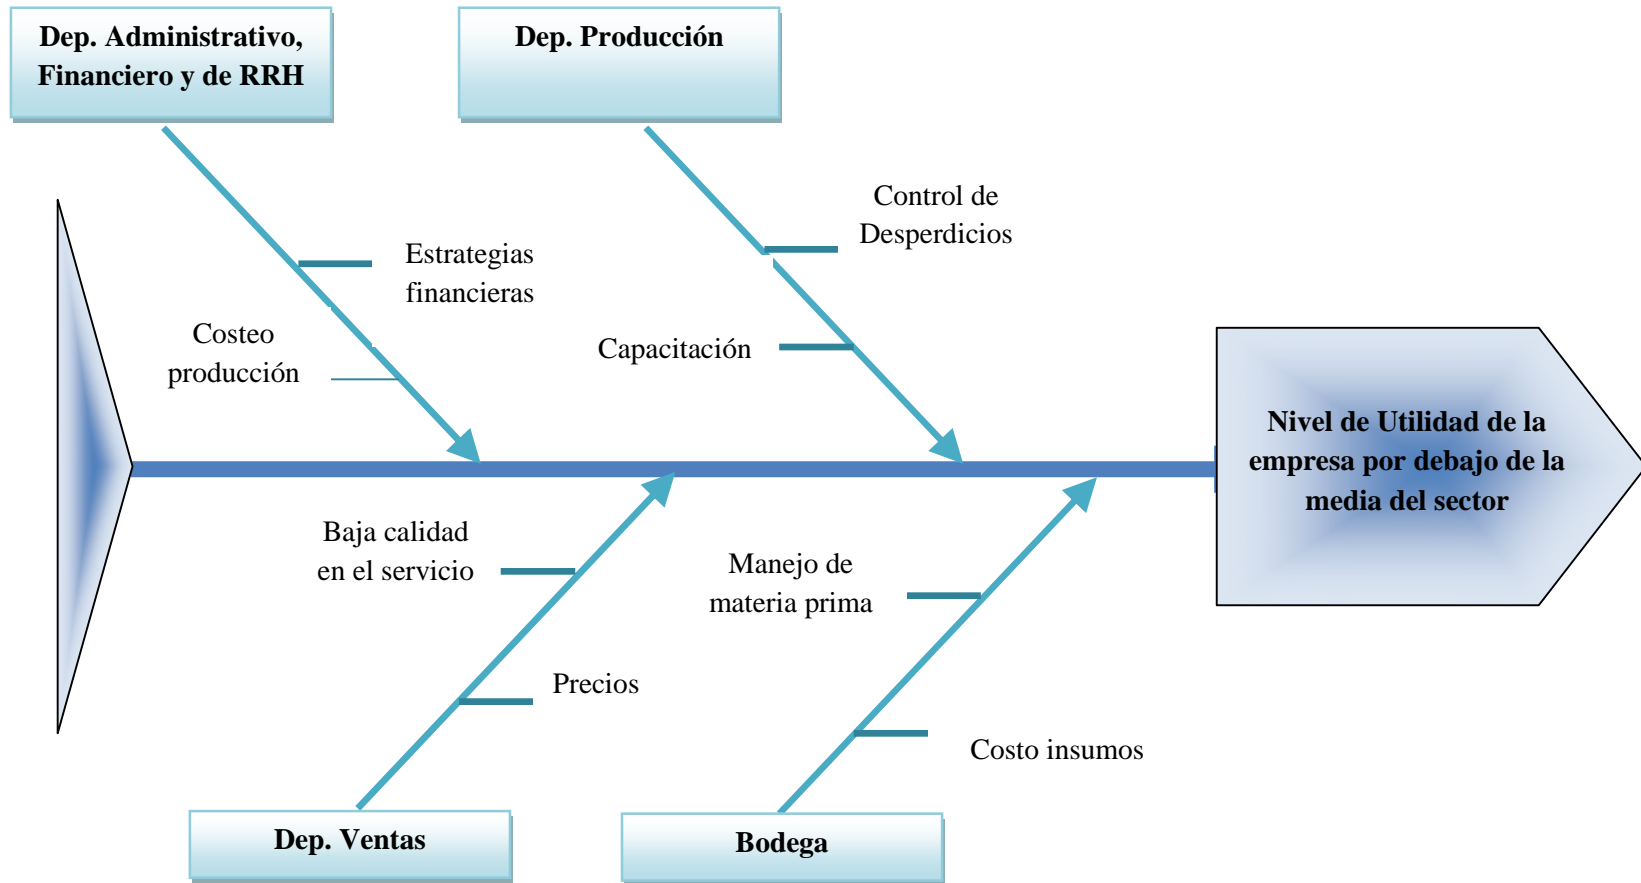 Dep. Administrativo,
Financiero y de RRH
Dep. Producción
Control de
Desperdicios
Estrategias
financieras
Costeo
producción
Capacitación
Nivel de Utilidad de la
empresa por debajo de la
media del sector
Baja calidad
en el servicio
Manejo de
materia prima
Precios
Costo insumos
Dep. Ventas
Bodega